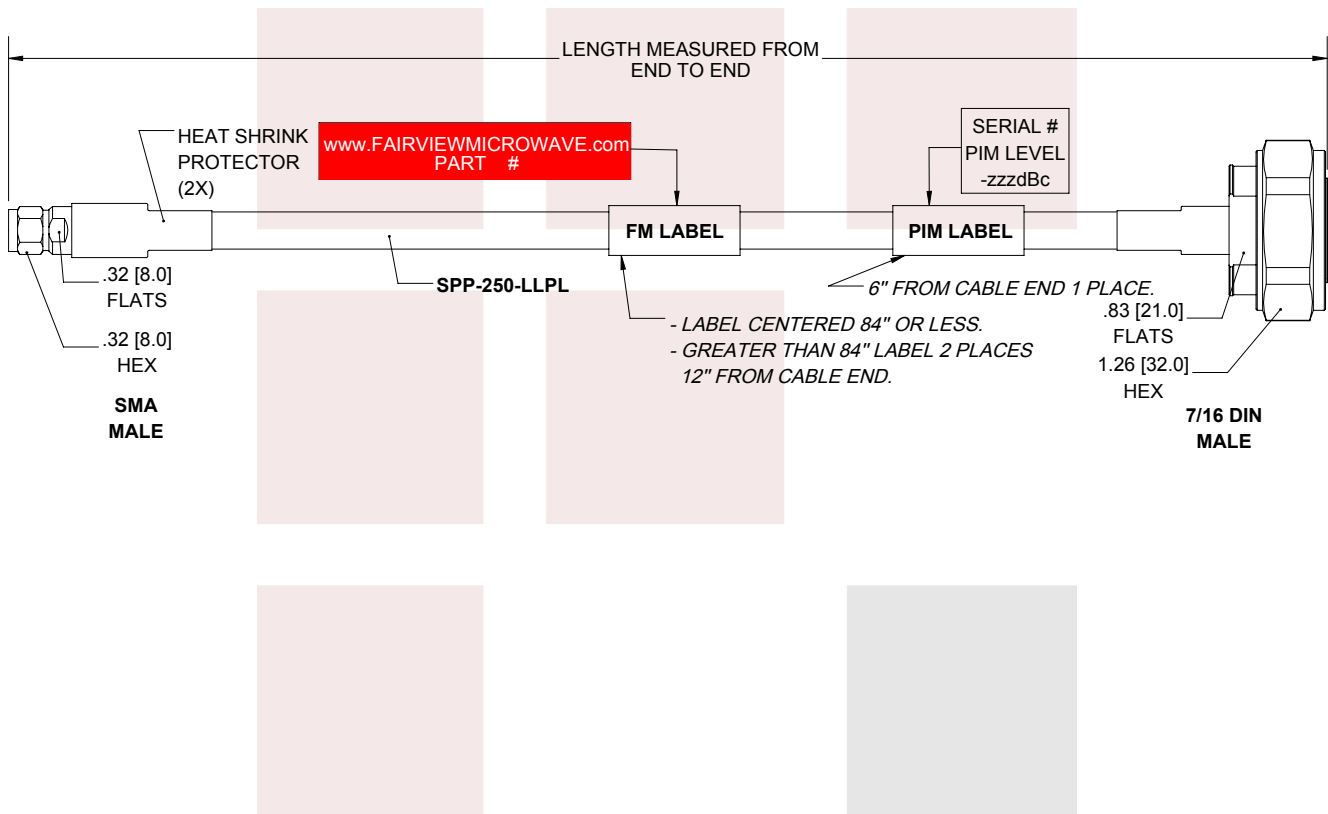 LENGTH MEASURED FROM
END TO END
HEAT SHRINK
PROTECTOR
(2X)
www.FAIRVIEWMICROWAVE.com
PART #
SERIAL #
PIM LEVEL
-zzzdBc
FM LABEL
PIM LABEL
.32 [8.0]
FLATS
SPP-250-LLPL
6" FROM CABLE END 1 PLACE.
- LABEL CENTERED 84" OR LESS.
- GREATER THAN 84" LABEL 2 PLACES
12" FROM CABLE END.
.83 [21.0]
FLATS
.32 [8.0]
HEX
1.26 [32.0]
HEX
SMA
MALE
7/16 DIN
MALE